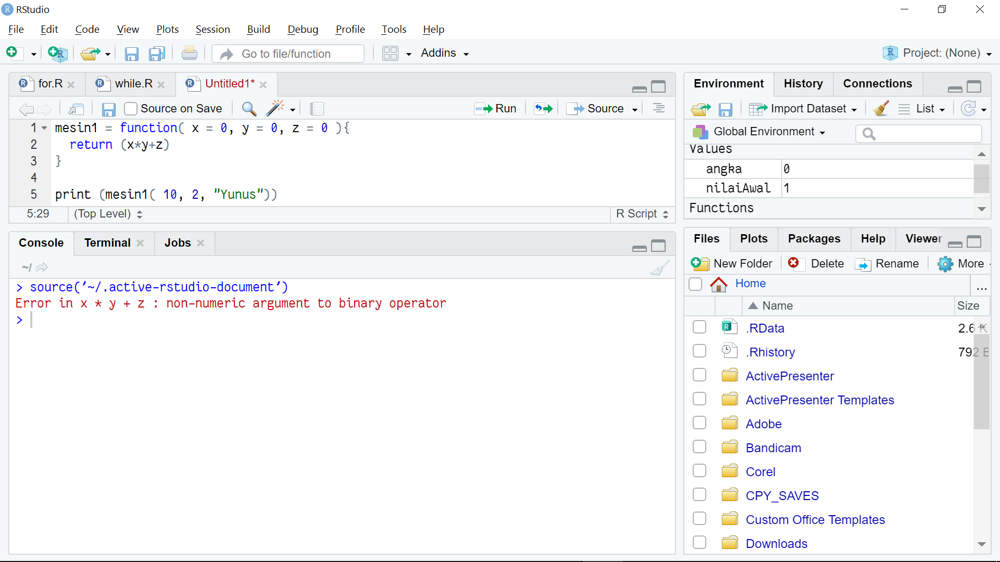 RStudio
File Edit Code View Plots Session Build Debug Profile Tools Help
Go to file/function Addins Project: (None)
for.R while.R Untitled1*
Source on Save Run Source
1 mesin1 = function( x = 0, y = 0, z = 0 ){
2 return (x*y+z)
3 }
4
5 print (mesin1( 10, 2, "Yunus"))
5:29 (Top Level) R Script
Console Terminal Jobs
~/
> source('~/.active-rstudio-document')
Error in x * y + z : non-numeric argument to binary operator
>
Environment History Connections
Import Dataset List
Global Environment
Values
angka 0
nilaiAwal 1
Functions
Files Plots Packages Help Viewer
New Folder Delete Rename More
Home ...
Name Size
.RData 2.6 K
.Rhistory 792 B
ActivePresenter
ActivePresenter Templates
Adobe
Bandicam
Corel
CPY_SAVES
Custom Office Templates
Downloads